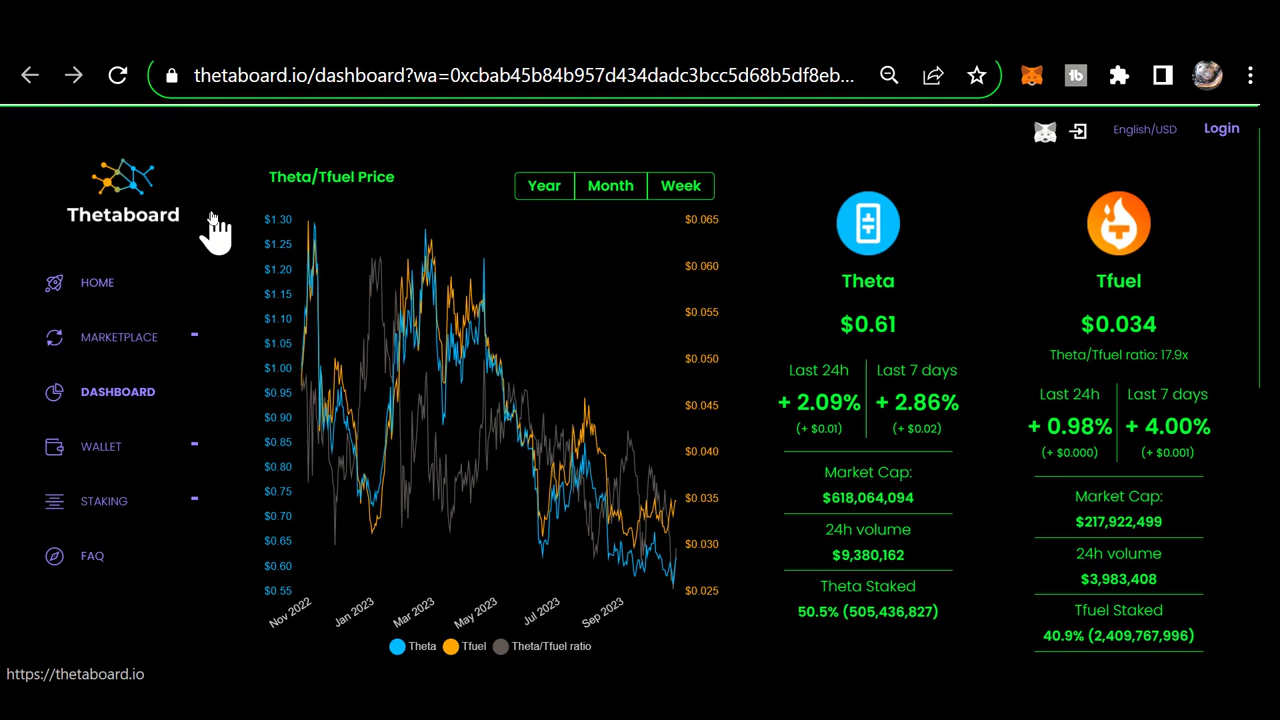 thetaboard.io/dashboard?wa=0xcbab45b84b957d434dadc3bcc5d68b5df8eb...
English/USD
Login
Thetaboard
HOME
MARKETPLACE
DASHBOARD
WALLET
STAKING
FAQ
Theta/Tfuel Price
Year Month Week
$1.30
$1.25
$1.20
$1.15
$1.10
$1.05
$1.00
$0.95
$0.90
$0.85
$0.80
$0.75
$0.70
$0.65
$0.60
$0.55
$0.065
$0.060
$0.055
$0.050
$0.045
$0.040
$0.035
$0.030
$0.025
Nov 2022
Jan 2023
Mar 2023
May 2023
Jul 2023
Sep 2023
Theta Tfuel Theta/Tfuel ratio
Theta
$0.61
Last 24h Last 7 days
+ 2.09% + 2.86%
(+ $0.01) (+ $0.02)
Market Cap:
$618,064,094
24h volume
$9,380,162
Theta Staked
50.5% (505,436,827)
Tfuel
$0.034
Theta/Tfuel ratio: 17.9x
Last 24h Last 7 days
+ 0.98% + 4.00%
(+ $0.000) (+ $0.001)
Market Cap:
$217,922,499
24h volume
$3,983,408
Tfuel Staked
40.9% (2,409,767,996)
https://thetaboard.io